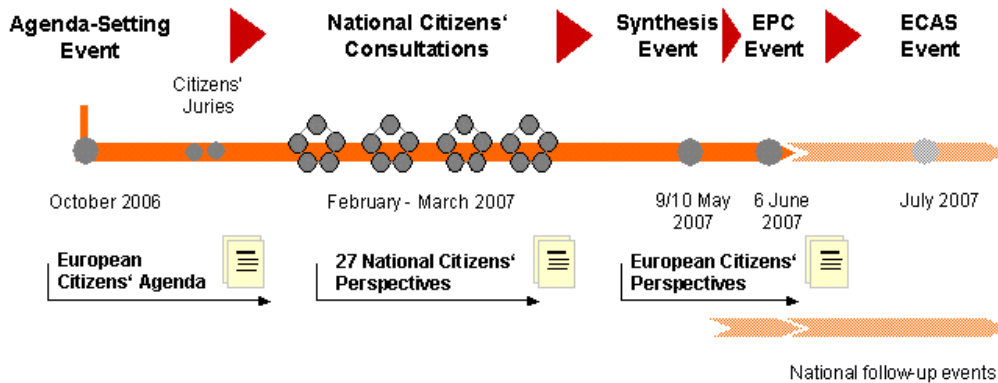 Agenda-Setting
Event
National Citizens‘
Consultations
Synthesis
Event
EPC
Event
ECAS
Event
Citizens‘
Juries
October 2006
February - March 2007
9/10 May
2007
6 June
2007
July 2007
European
Citizens‘ Agenda
27 National Citizens‘
Perspectives
European Citizens‘
Perspectives
National follow-up events